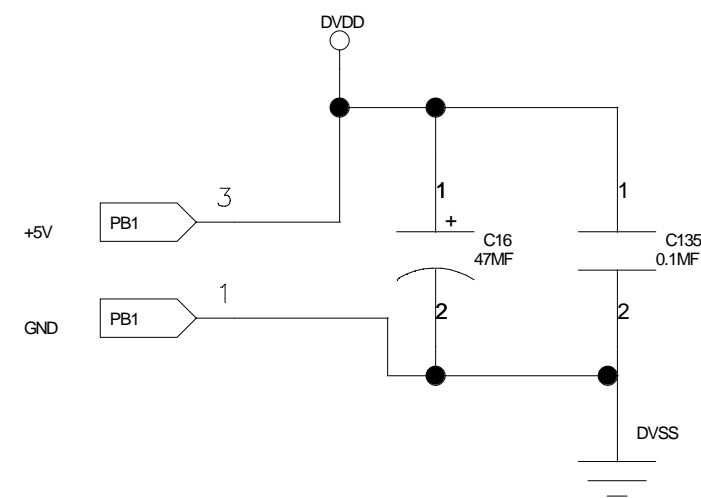 DVDD
3
+5V
PB1
1
1
+
C16
47MF
C135
0.1MF
1
GND
PB1
2
2
DVSS